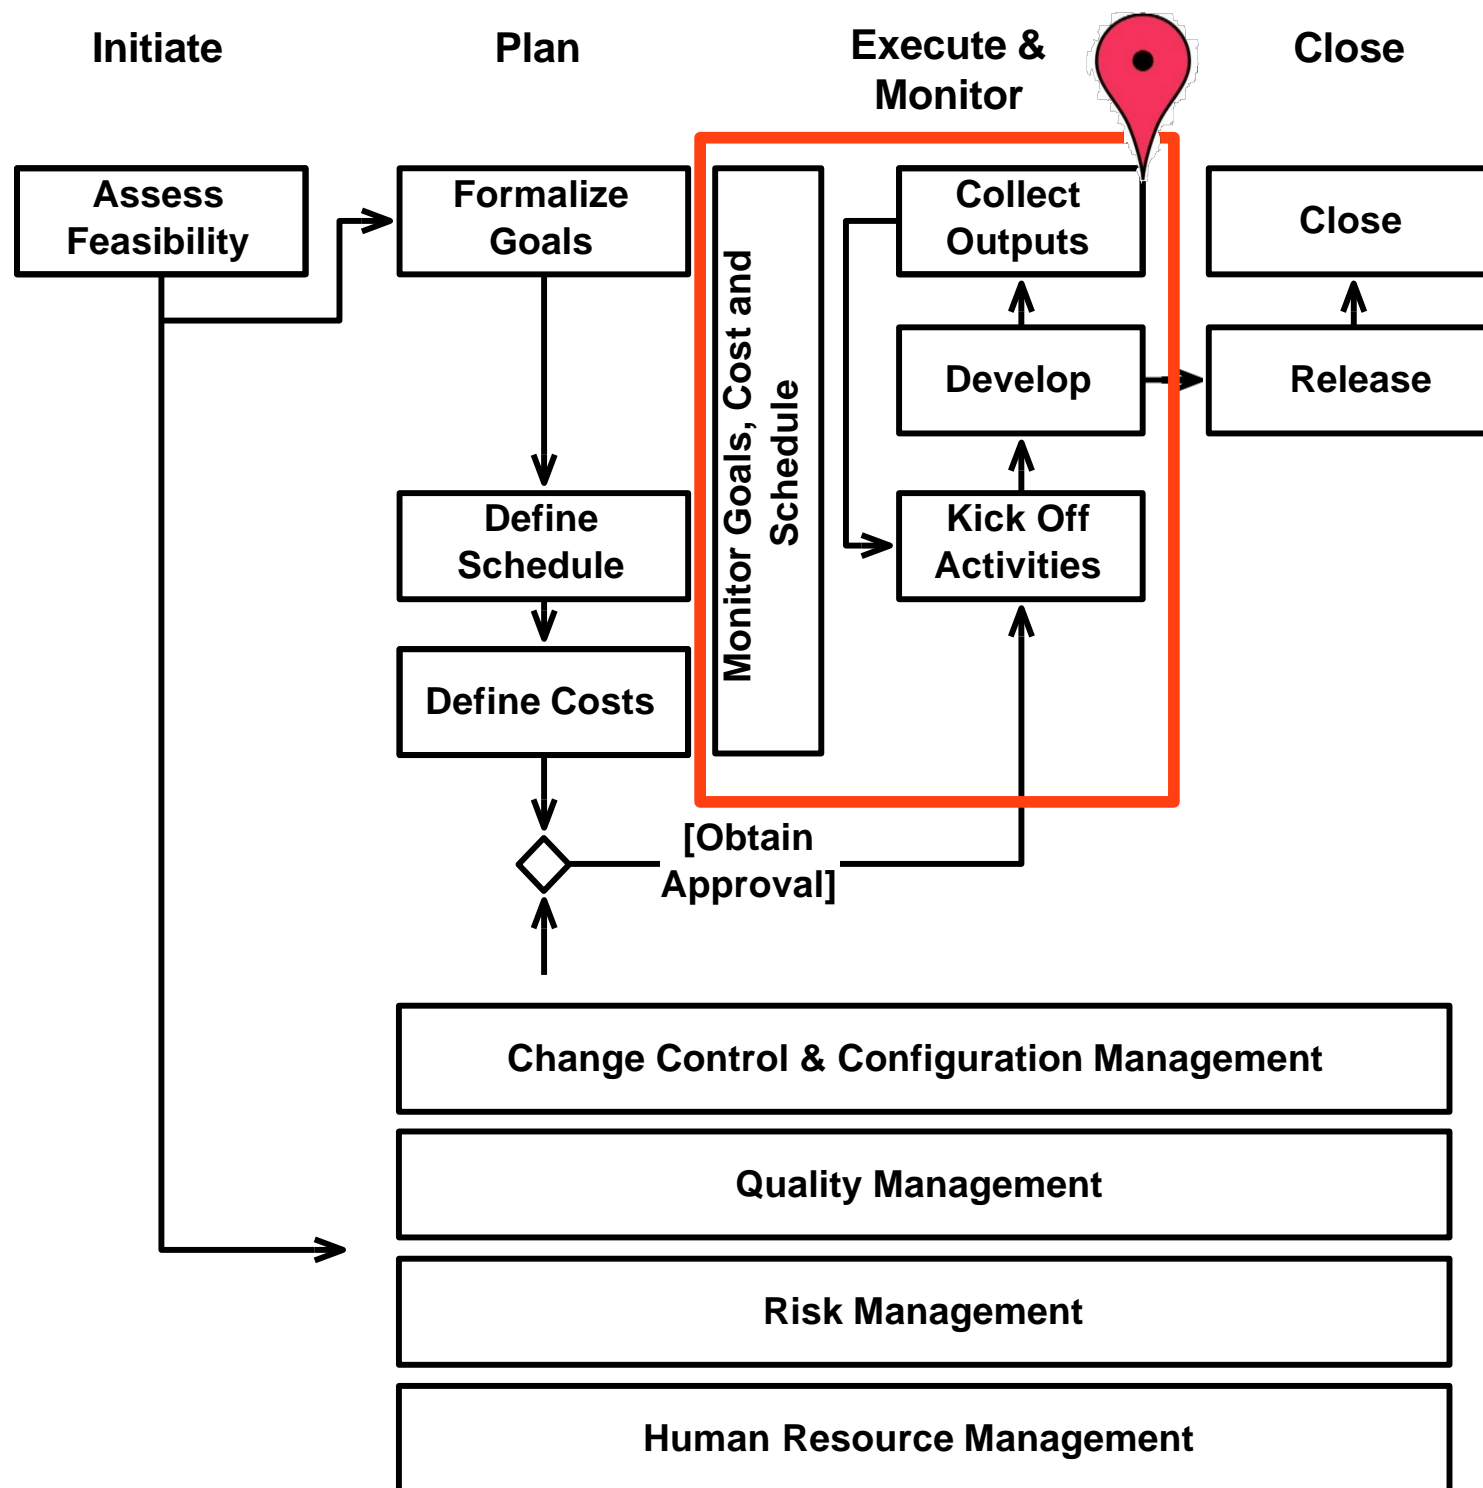 Initiate
Plan
Execute &
Monitor
Close
Assess
Feasibility
Formalize
Goals
Define
Schedule
Define Costs
[Obtain
Approval]
Monitor Goals, Cost and
Schedule
Collect
Outputs
Develop
Kick Off
Activities
Close
Release
Change Control & Configuration Management
Quality Management
Risk Management
Human Resource Management